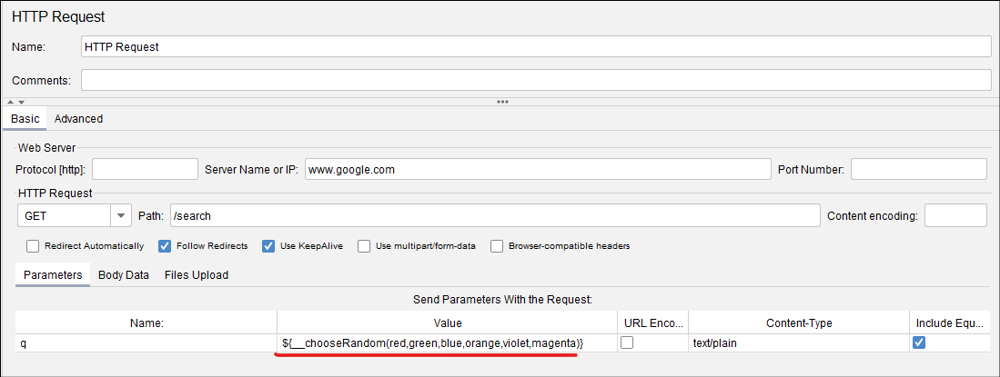 HTTP Request
Name: HTTP Request
Comments:
Basic Advanced
Web Server
Protocol [http]: Server Name or IP: www.google.com Port Number:
HTTP Request
GET Path: /search Content encoding:
Redirect Automatically Follow Redirects Use KeepAlive Use multipart/form-data Browser-compatible headers
Parameters Body Data Files Upload
Send Parameters With the Request:
Name: Value URL Enco... Content-Type Include Equ...
q ${__chooseRandom(red,green,blue,orange,violet,magenta)} text/plain